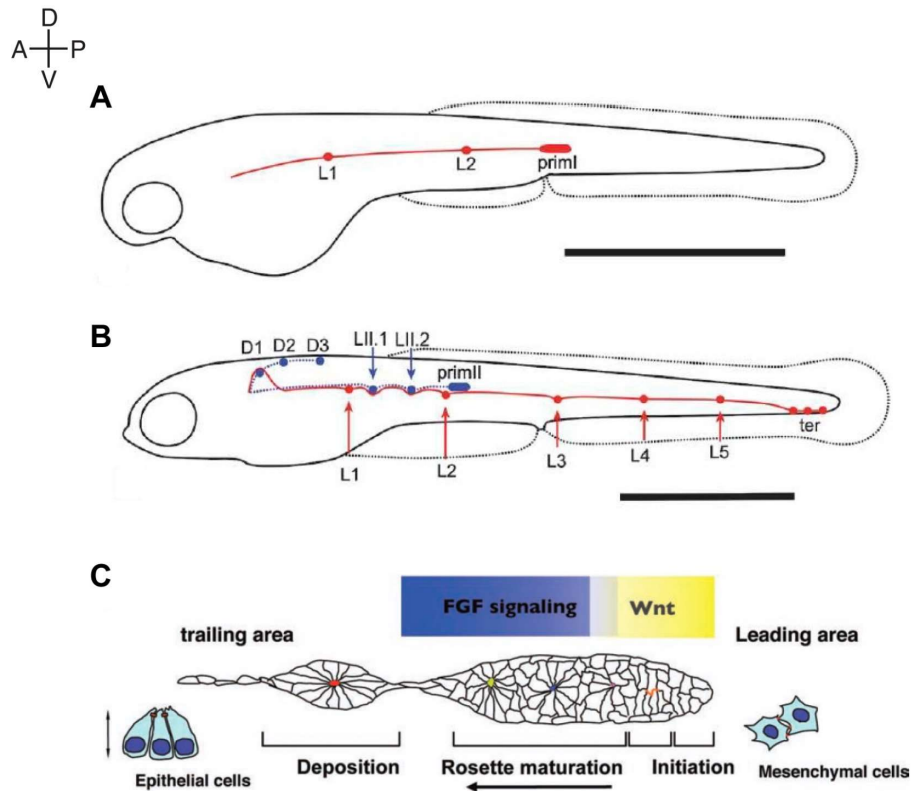 D
A P
V
A
L1
L2
primI
B
D1 D2 D3 LII.1 LII.2
primII
ter
L1 L2 L3 L4 L5
C
FGF signaling Wnt
trailing area Leading area
Epithelial cells Deposition Rosette maturation Initiation Mesenchymal cells